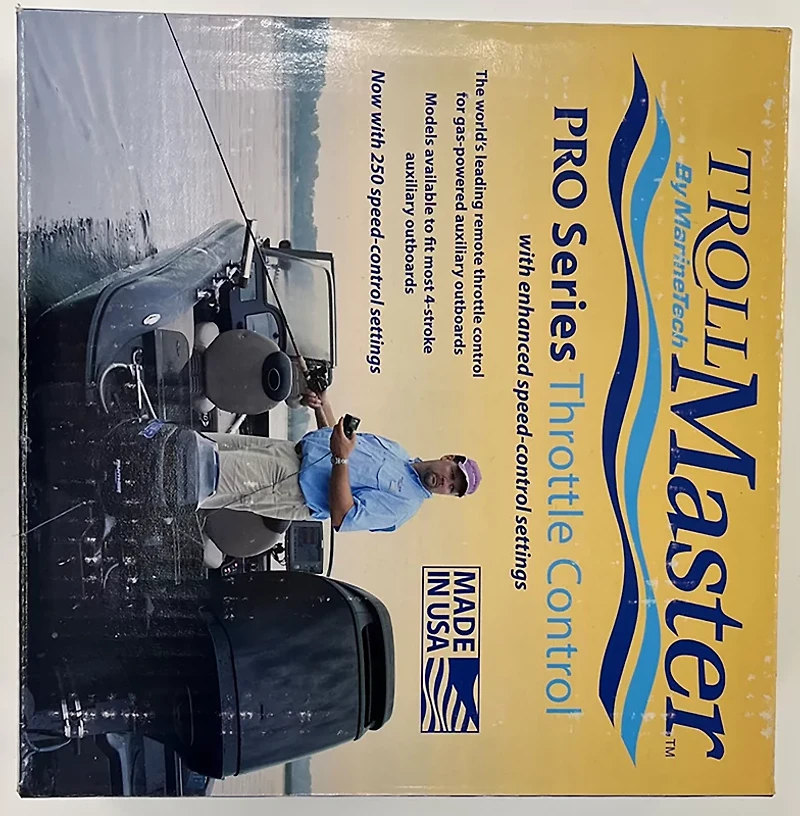 TROLLMaster™
By MarineTech
PRO Series Throttle Control
with enhanced speed-control settings
The world's leading remote throttle control
for gas-powered auxiliary outboards
Models available to fit most 4-stroke
auxiliary outboards
Now with 250 speed-control settings
MADE
IN USA